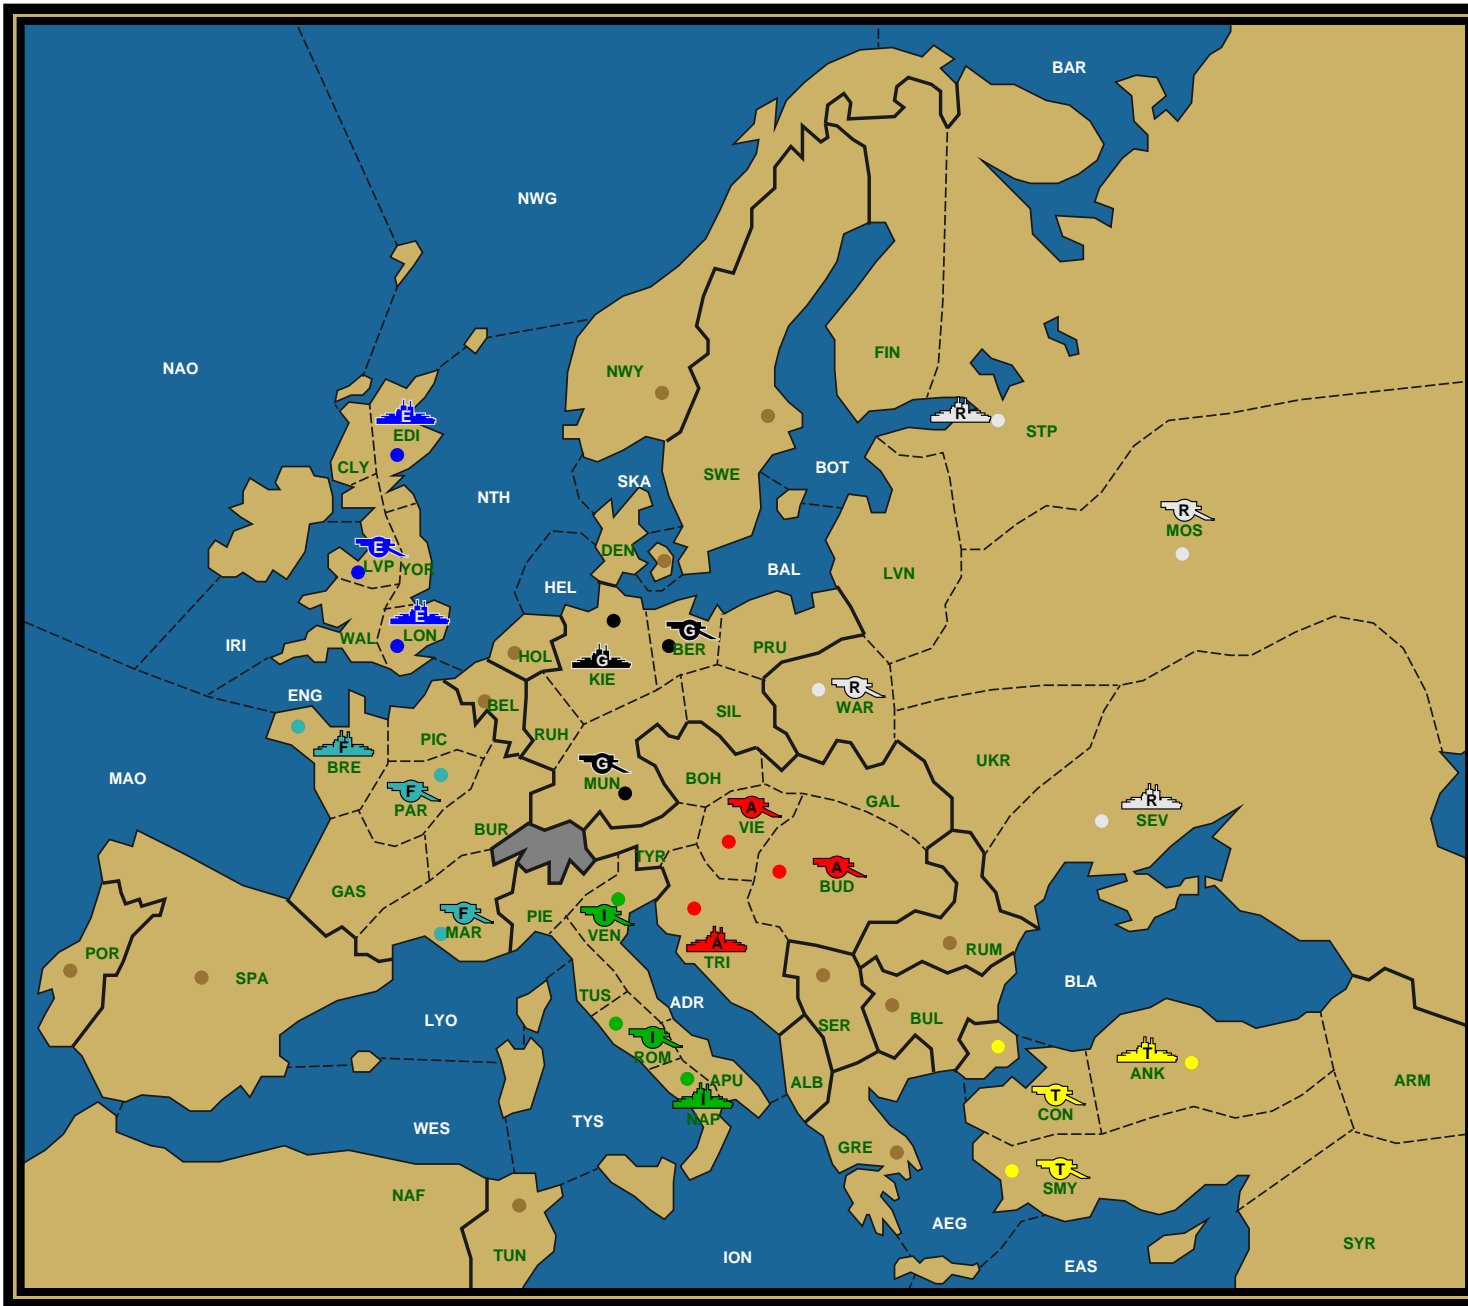 BAR
NWG
NAO
FIN
NWY
R
STP
E
EDI
CLY
SWE
BOT
SKA
NTH
R
MOS
E
LVP
YOR
DEN
BAL
LVN
HEL
E
LON
WAL
IRI
G
BER
PRU
HOL
G
KIE
ENG
BEL
R
WAR
SIL
PIC
RUH
F
BRE
G
MUN
BOH
UKR
MAO
F
PAR
A
VIE
GAL
R
SEV
BUR
TYR
A
BUD
GAS
F
MAR
PIE
I
VEN
A
TRI
RUM
POR
SPA
BLA
TUS
ADR
LYO
SER
BUL
I
ROM
T
ANK
APU
ALB
ARM
I
NAP
T
CON
WES
TYS
GRE
T
SMY
NAF
AEG
SYR
TUN
ION
EAS